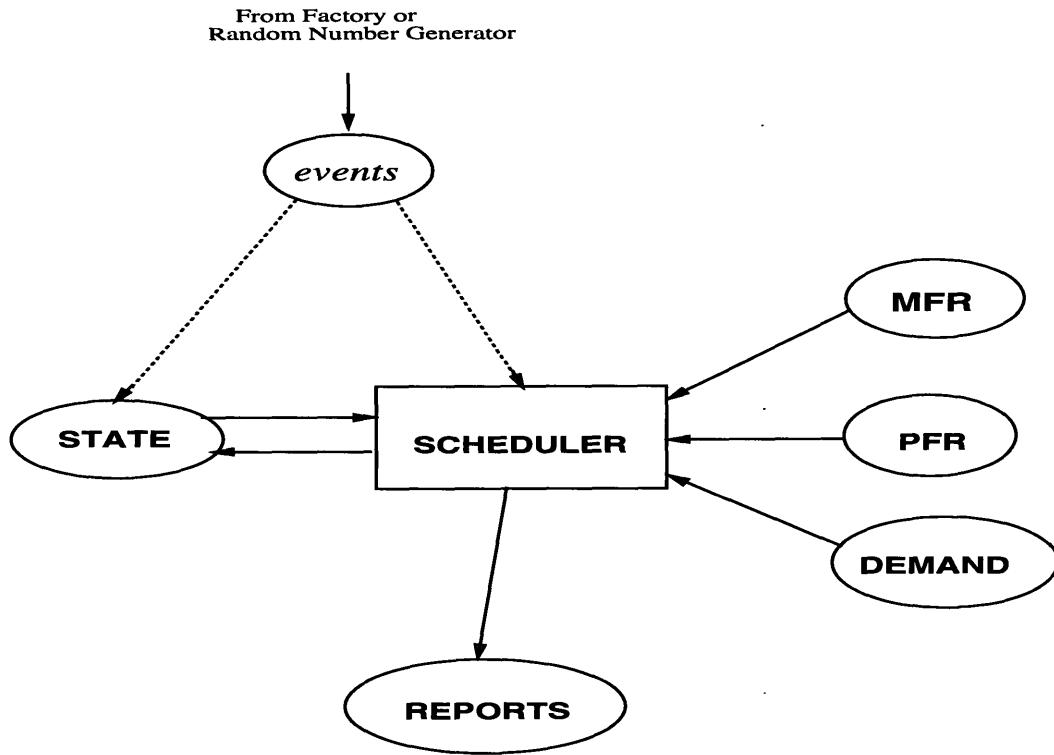 From Factory or
Random Number Generator
events
MFR
STATE
SCHEDULER
PFR
DEMAND
REPORTS